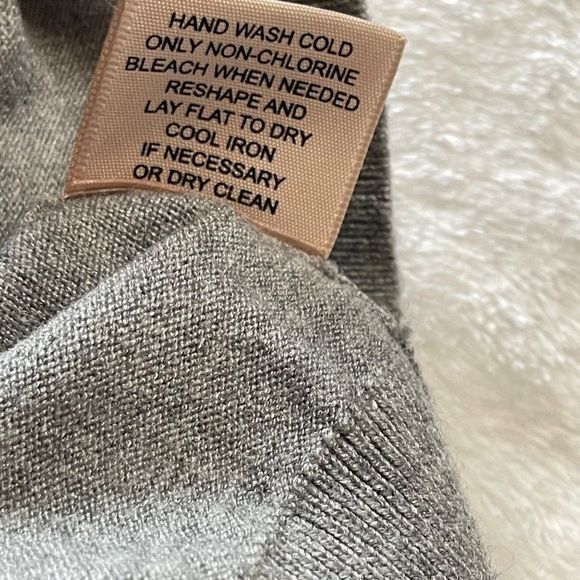 HAND WASH COLD
ONLY NON-CHLORINE
BLEACH WHEN NEEDED
RESHAPE AND
LAY FLAT TO DRY
COOL IRON
IF NECESSARY
OR DRY CLEAN